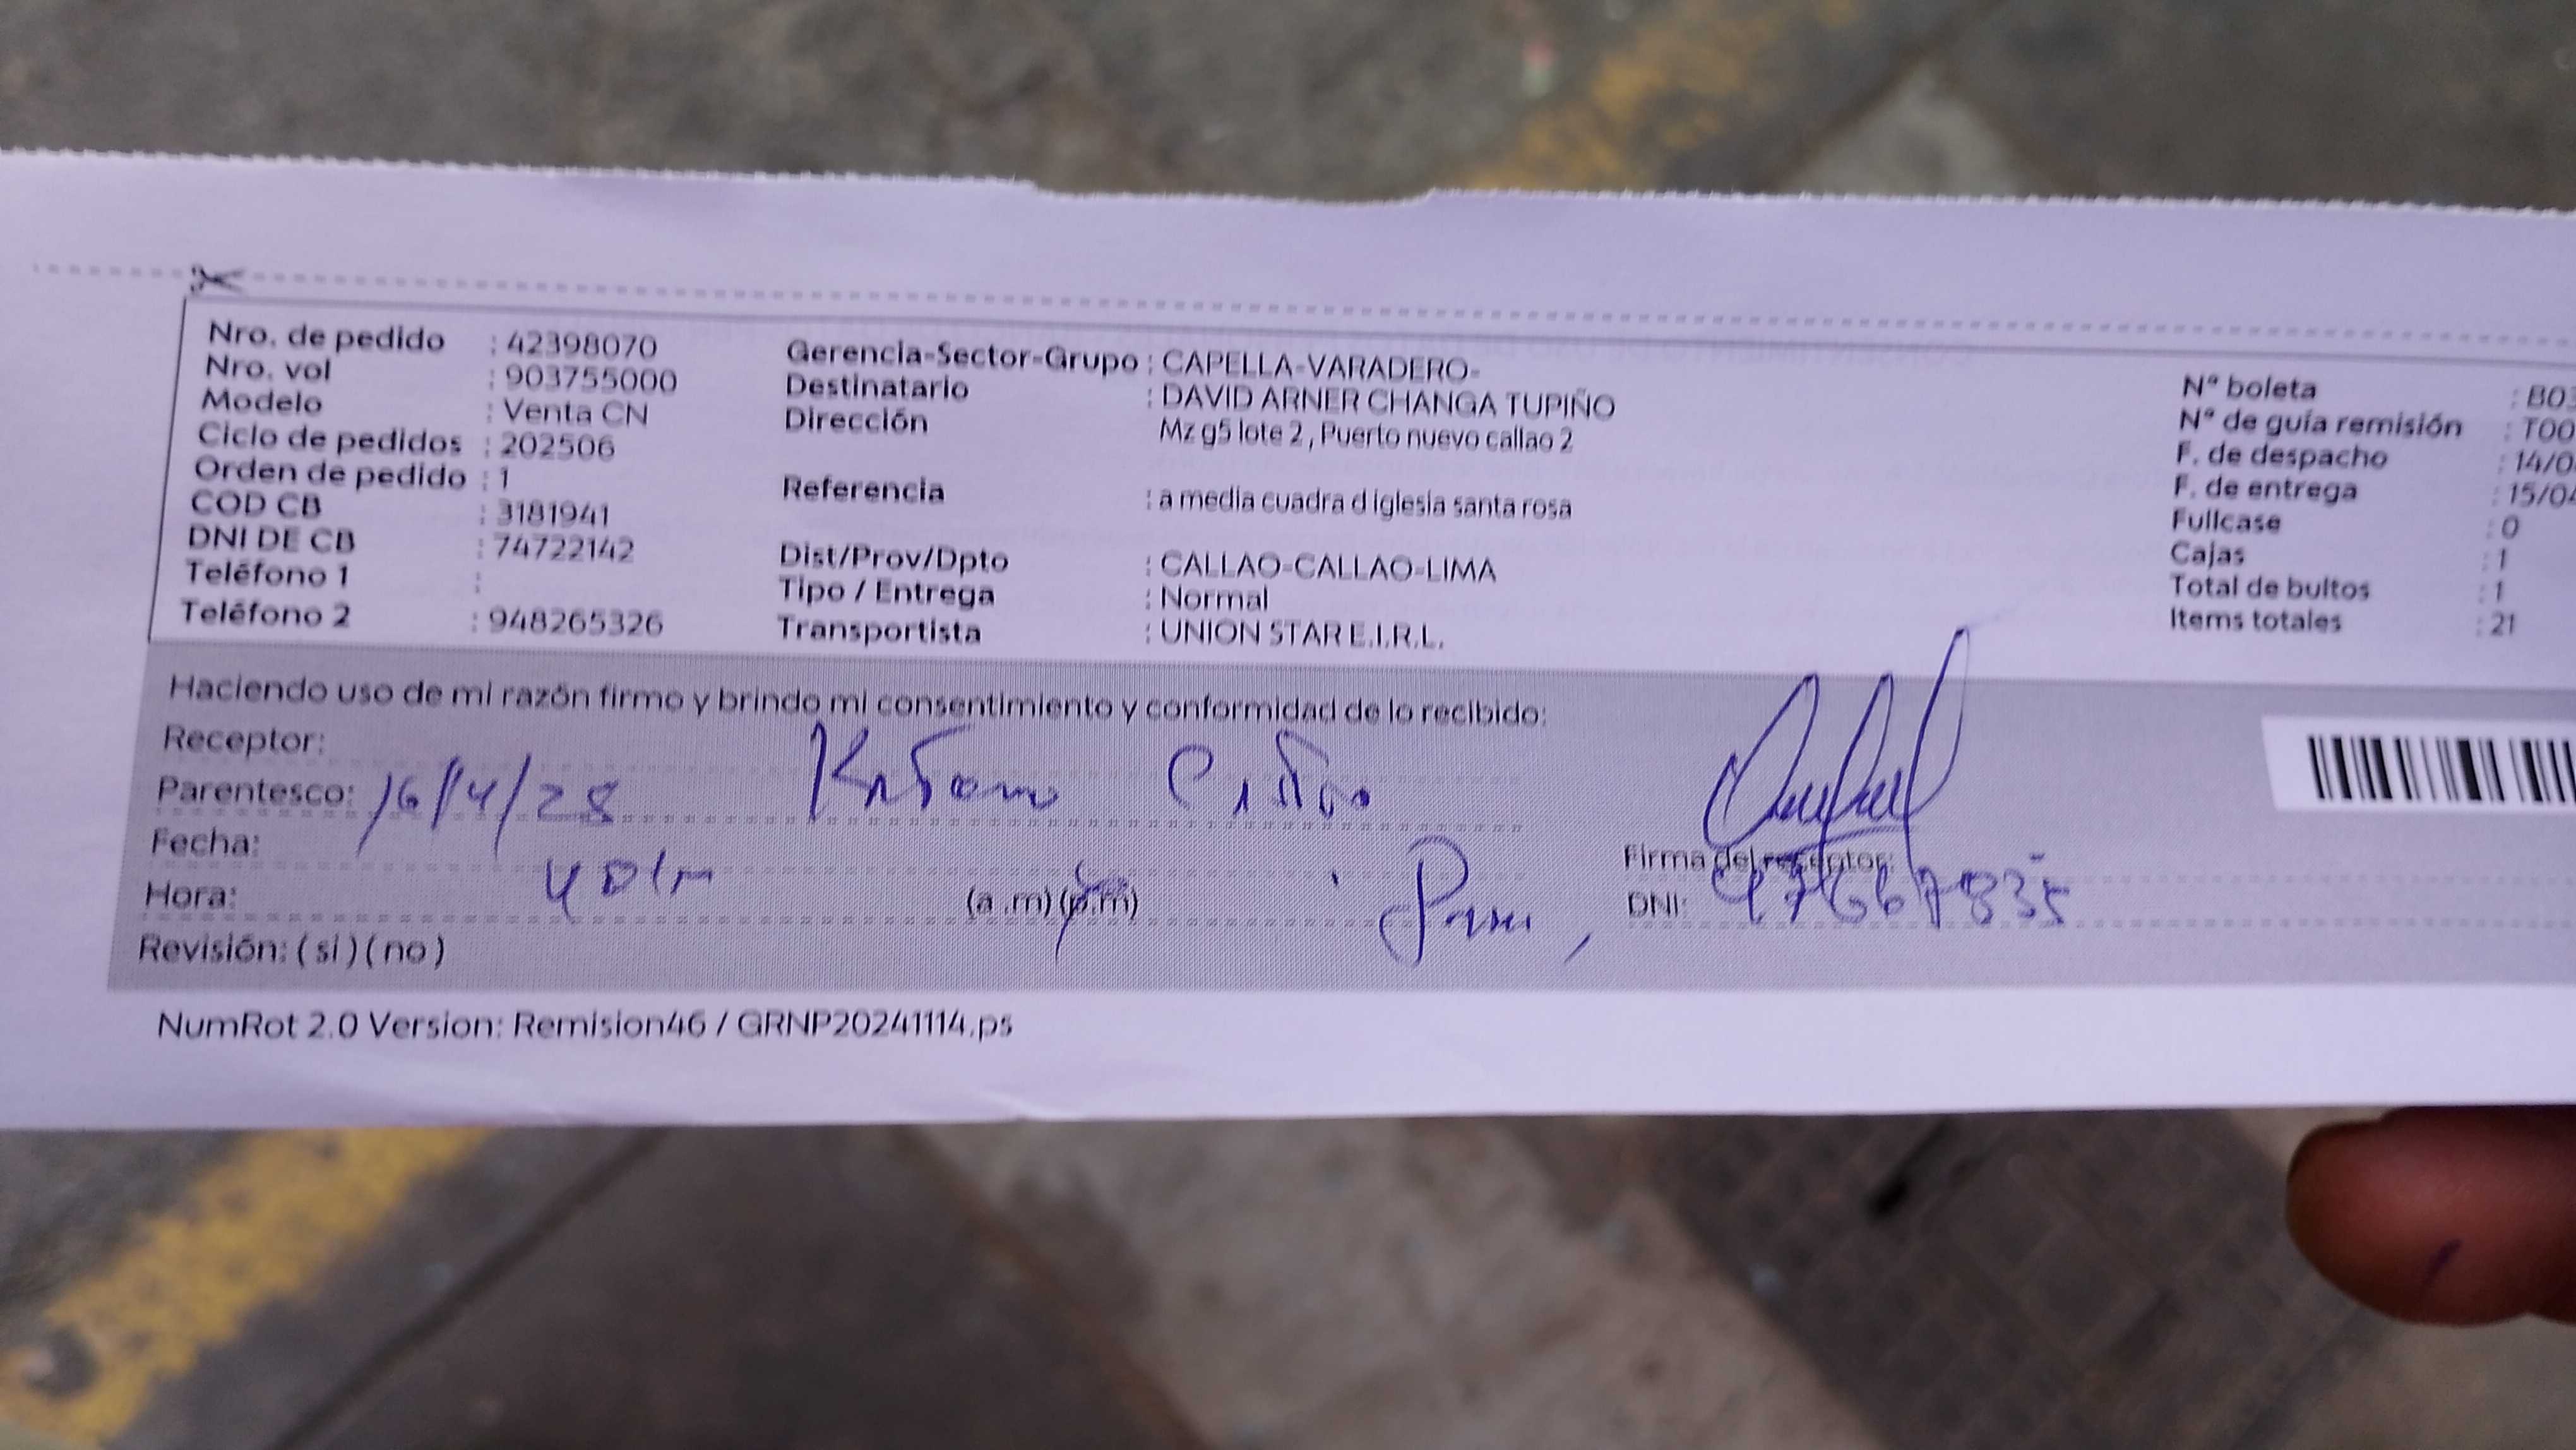 Nro. de pedido : 42398070
Nro. vol : 903755000
Modelo : Venta CN
Ciclo de pedidos : 202506
Orden de pedido : 1
COD CB : 3181941
DNI DE CB : 74722142
Teléfono 1 :
Teléfono 2 : 948265326
Gerencia-Sector-Grupo : CAPELLA-VARADERO-
Destinatario : DAVID ARNER CHANGA TUPIÑO
Dirección Mz g5 lote 2 , Puerto nuevo callao 2
Referencia : a media cuadra d iglesia santa rosa
Dist/Prov/Dpto : CALLAO-CALLAO-LIMA
Tipo / Entrega : Normal
Transportista : UNION STAR E.I.R.L.
N° boleta : B03
N° de guía remisión : T00
F. de despacho : 14/0
F. de entrega : 15/04
Fullcase : 0
Cajas : 1
Total de bultos : 1
Items totales : 21
Haciendo uso de mi razón firmo y brindo mi consentimiento y conformidad de lo recibido:
Receptor:
Parentesco: 16/4/25
Fecha:
Hora: (a .m) (p.m)
Revisión: ( si ) ( no )
Firma del receptor:
DNI:
NumRot 2.0 Version: Remision46 / GRNP20241114.ps